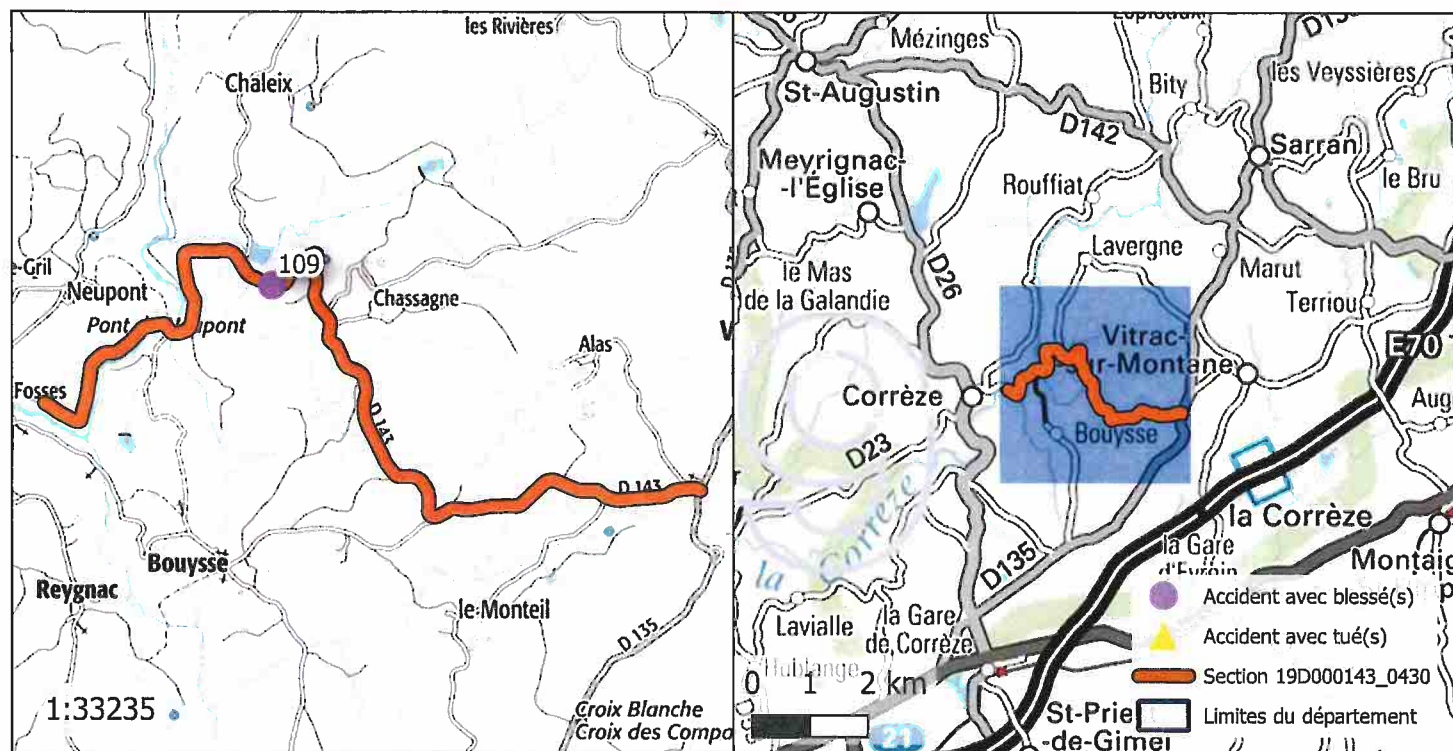 les Rivières
Chaleix
109
Neupont
Chassagne
Pont
Alas
Fosses
D 143
D 143
Bouysse
Reygnac
le Monteil
D 135
1:33235
Croix Blanche
Croix des Compo
Mézinges
St-Augustin
Bity
les Veyssières
D142
Sarran
Meyrignac-
-l'Église
Rouffiat
le Bru
D26
Lavergne
Marut
le Mas
de la Galandie
Terriou
Vitrac-
-sur-Montane
E70
Corrèze
Bouysse
D23
la Corrèze
la Corrèze
D135
la Gare
d'Eyrein
Montaig
Lavialle
la Gare
de Corrèze
0 1 2 km
21
St-Prie
-de-Gimel
Accident avec blessé(s)
Accident avec tué(s)
Section 19D000143_0430
Limites du département